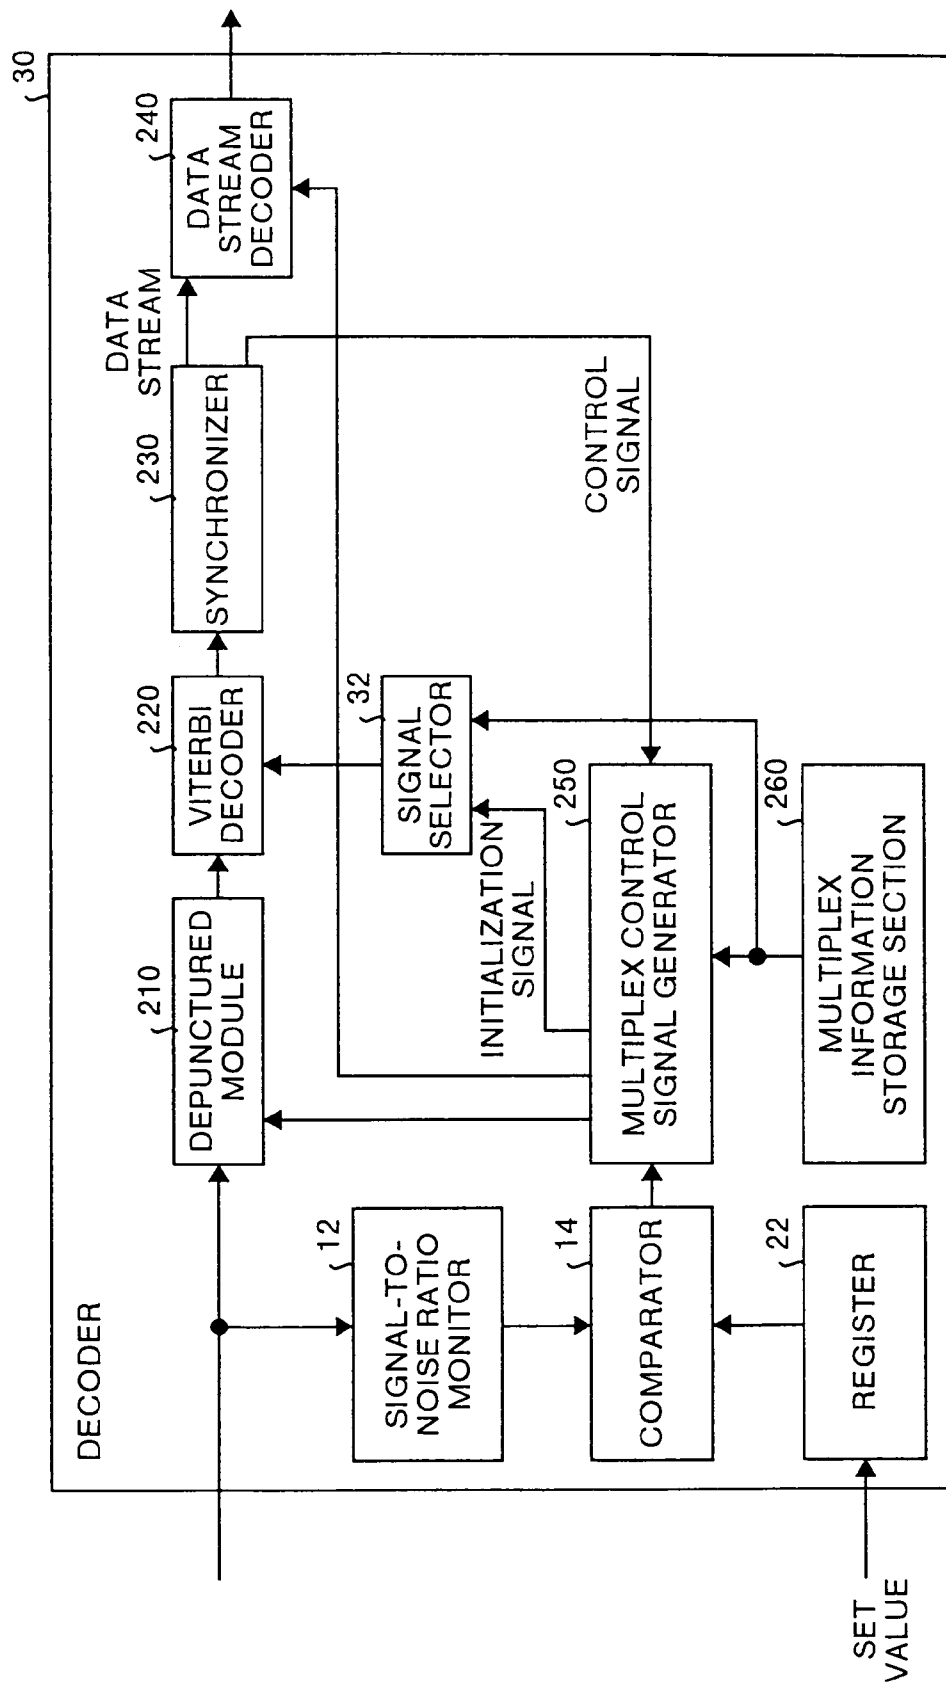 30
DECODER
210
DEPUNCTURED
MODULE
220
VITERBI
DECODER
230
SYNCHRONIZER
DATA
STREAM
240
DATA
STREAM
DECODER
12
SIGNAL-TO-
NOISE RATIO
MONITOR
32
SIGNAL
SELECTOR
INITIALIZATION
SIGNAL
CONTROL
SIGNAL
14
COMPARATOR
250
MULTIPLEX CONTROL
SIGNAL GENERATOR
22
REGISTER
260
MULTIPLEX
INFORMATION
STORAGE SECTION
SET
VALUE